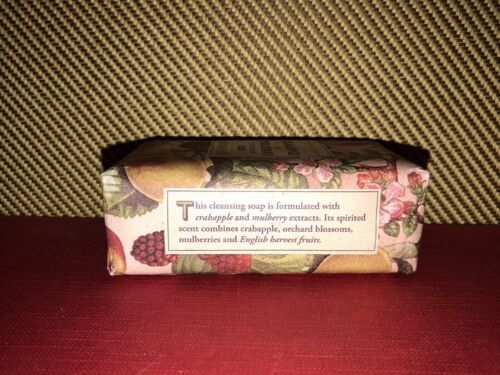 This cleansing soap is formulated with
crabapple and mulberry extracts. Its spirited
scent combines crabapple, orchard blossoms,
mulberries and English harvest fruits.